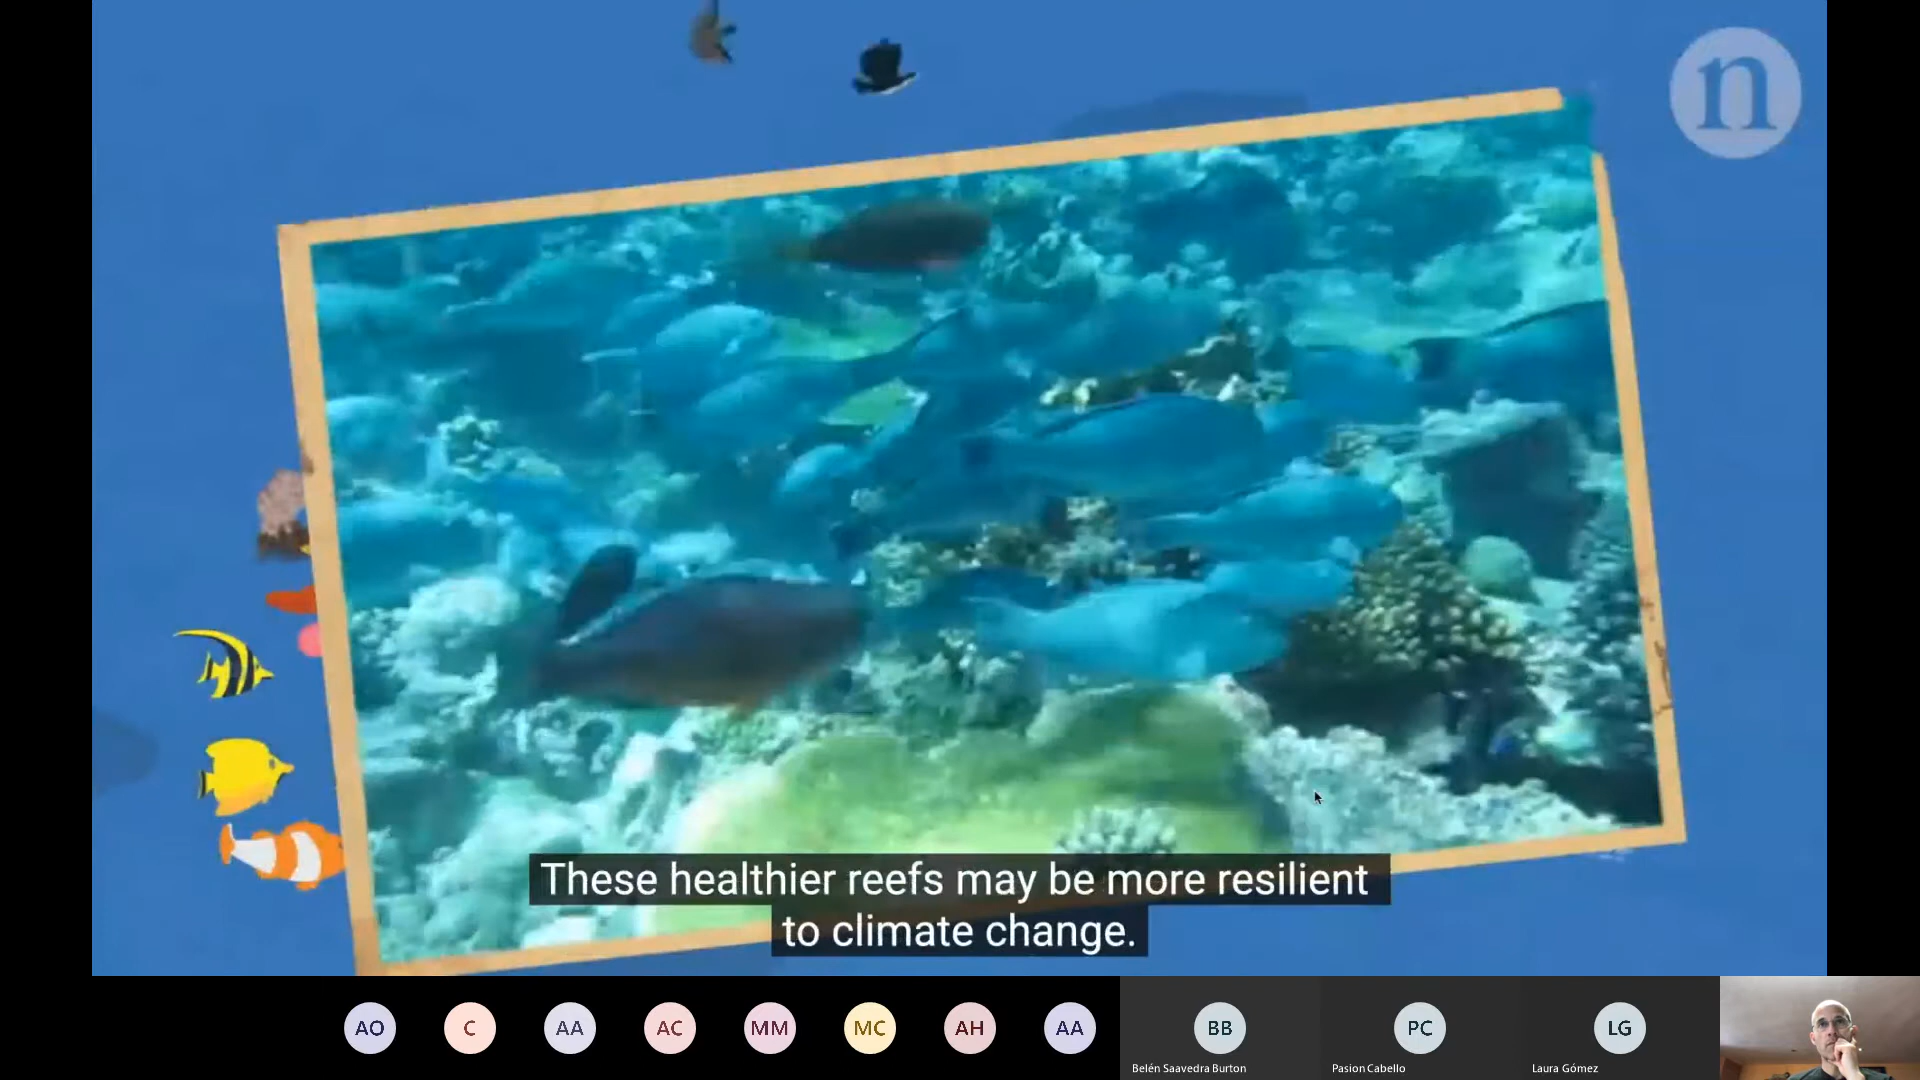 n
These healthier reefs may be more resilient
to climate change.
AO
C
AA
AC
MM
MC
AH
AA
BB
PC
LG
Belén Saavedra Burton
Pasion Cabello
Laura Gómez